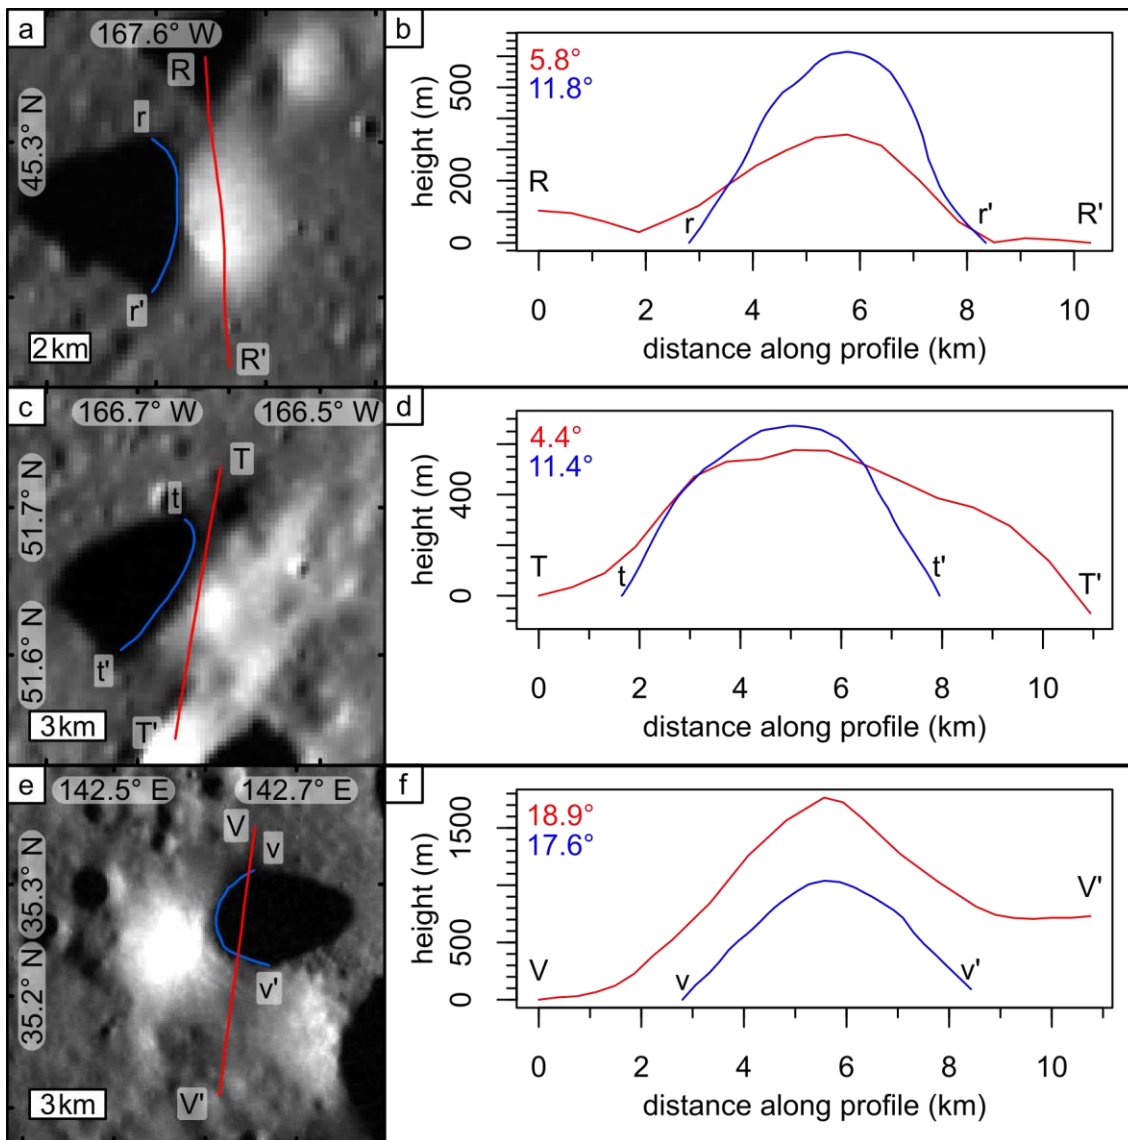 a
167.6° W
R
r
45.3° N
r'
R'
2 km
b
5.8°
11.8°
height (m)
500
200
0
R
r
r'
R'
0 2 4 6 8 10
distance along profile (km)
c
166.7° W 166.5° W
T
t
51.7° N
51.6° N
t'
T'
3 km
d
4.4°
11.4°
height (m)
400
0
T
t
t'
T'
0 2 4 6 8 10
distance along profile (km)
e
142.5° E 142.7° E
V
v
35.3° N
35.2° N
v'
V'
3 km
f
18.9°
17.6°
height (m)
1500
500
0
V
v
v'
V'
0 2 4 6 8 10
distance along profile (km)